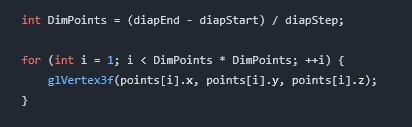 int DimPoints = (diapEnd - diapStart) / diapStep;
for (int i = 1; i < DimPoints * DimPoints; ++i) {
glVertex3f(points[i].x, points[i].y, points[i].z);
}